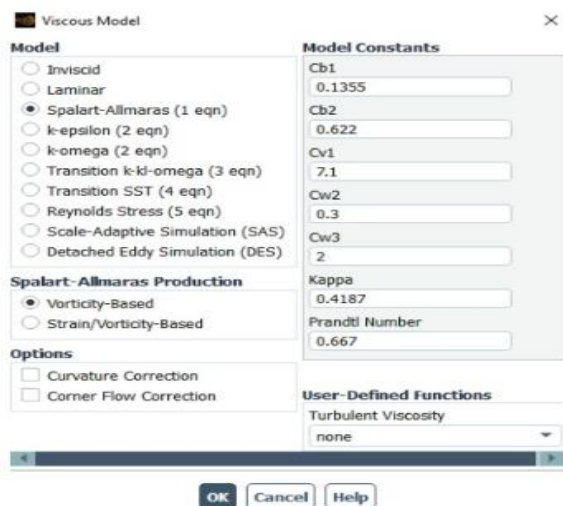 Viscous Model
Model
Inviscid
Laminar
Spalart-Allmaras (1 eqn)
k-epsilon (2 eqn)
k-omega (2 eqn)
Transition k-kl-omega (3 eqn)
Transition SST (4 eqn)
Reynolds Stress (5 eqn)
Scale-Adaptive Simulation (SAS)
Detached Eddy Simulation (DES)
Spalart-Allmaras Production
Vorticity-Based
Strain/Vorticity-Based
Options
Curvature Correction
Corner Flow Correction
Model Constants
Cb1
0.1355
Cb2
0.622
Cv1
7.1
Cw2
0.3
Cw3
2
Kappa
0.4187
Prandtl Number
0.667
User-Defined Functions
Turbulent Viscosity
none
OK Cancel Help